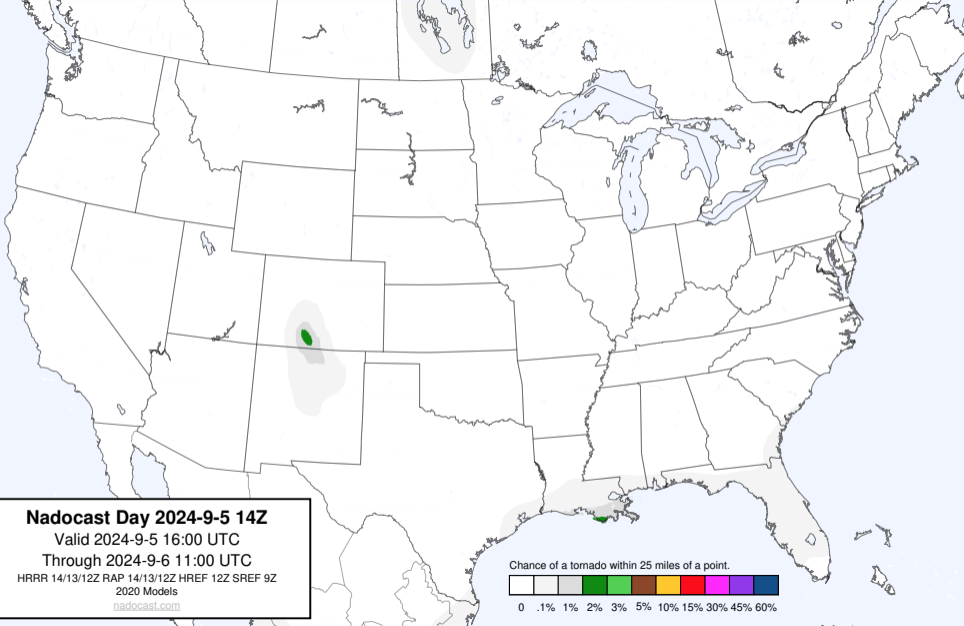 Nadocast Day 2024-9-5 14Z
Valid 2024-9-5 16:00 UTC
Through 2024-9-6 11:00 UTC
HRRR 14/13/12Z RAP 14/13/12Z HREF 12Z SREF 9Z
2020 Models
nadocast.com
Chance of a tornado within 25 miles of a point.
0 .1% 1% 2% 3% 5% 10% 15% 30% 45% 60%